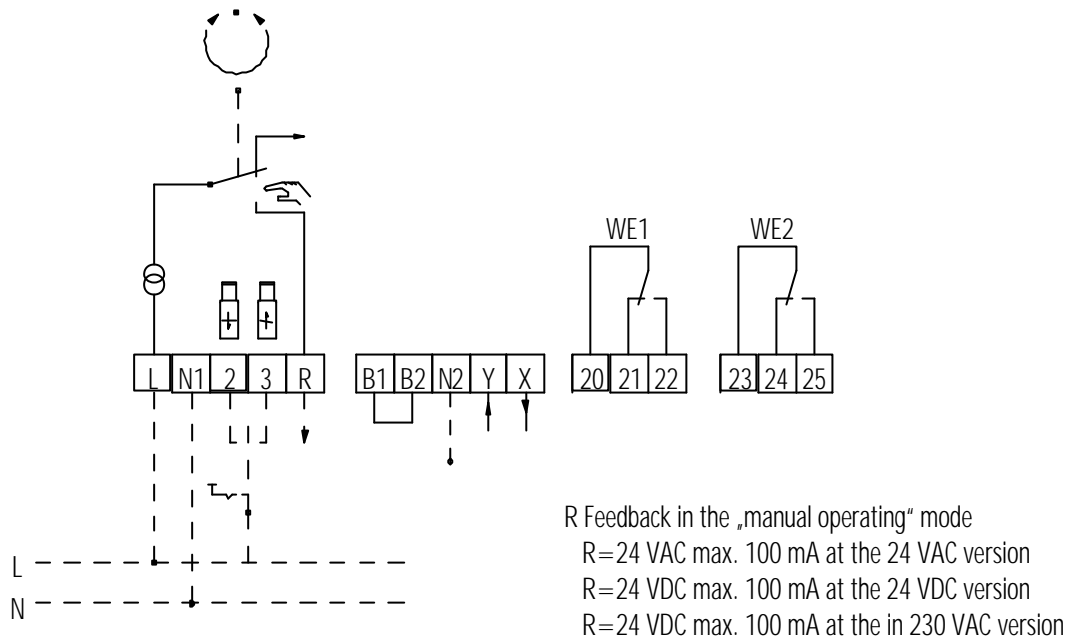 WE1 WE2
L N1 2 3 R B1 B2 N2 Y X 20 21 22 23 24 25
R Feedback in the „manual operating" mode
L R=24 VAC max. 100 mA at the 24 VAC version
R=24 VDC max. 100 mA at the 24 VDC version
N
R=24 VDC max. 100 mA at the in 230 VAC version